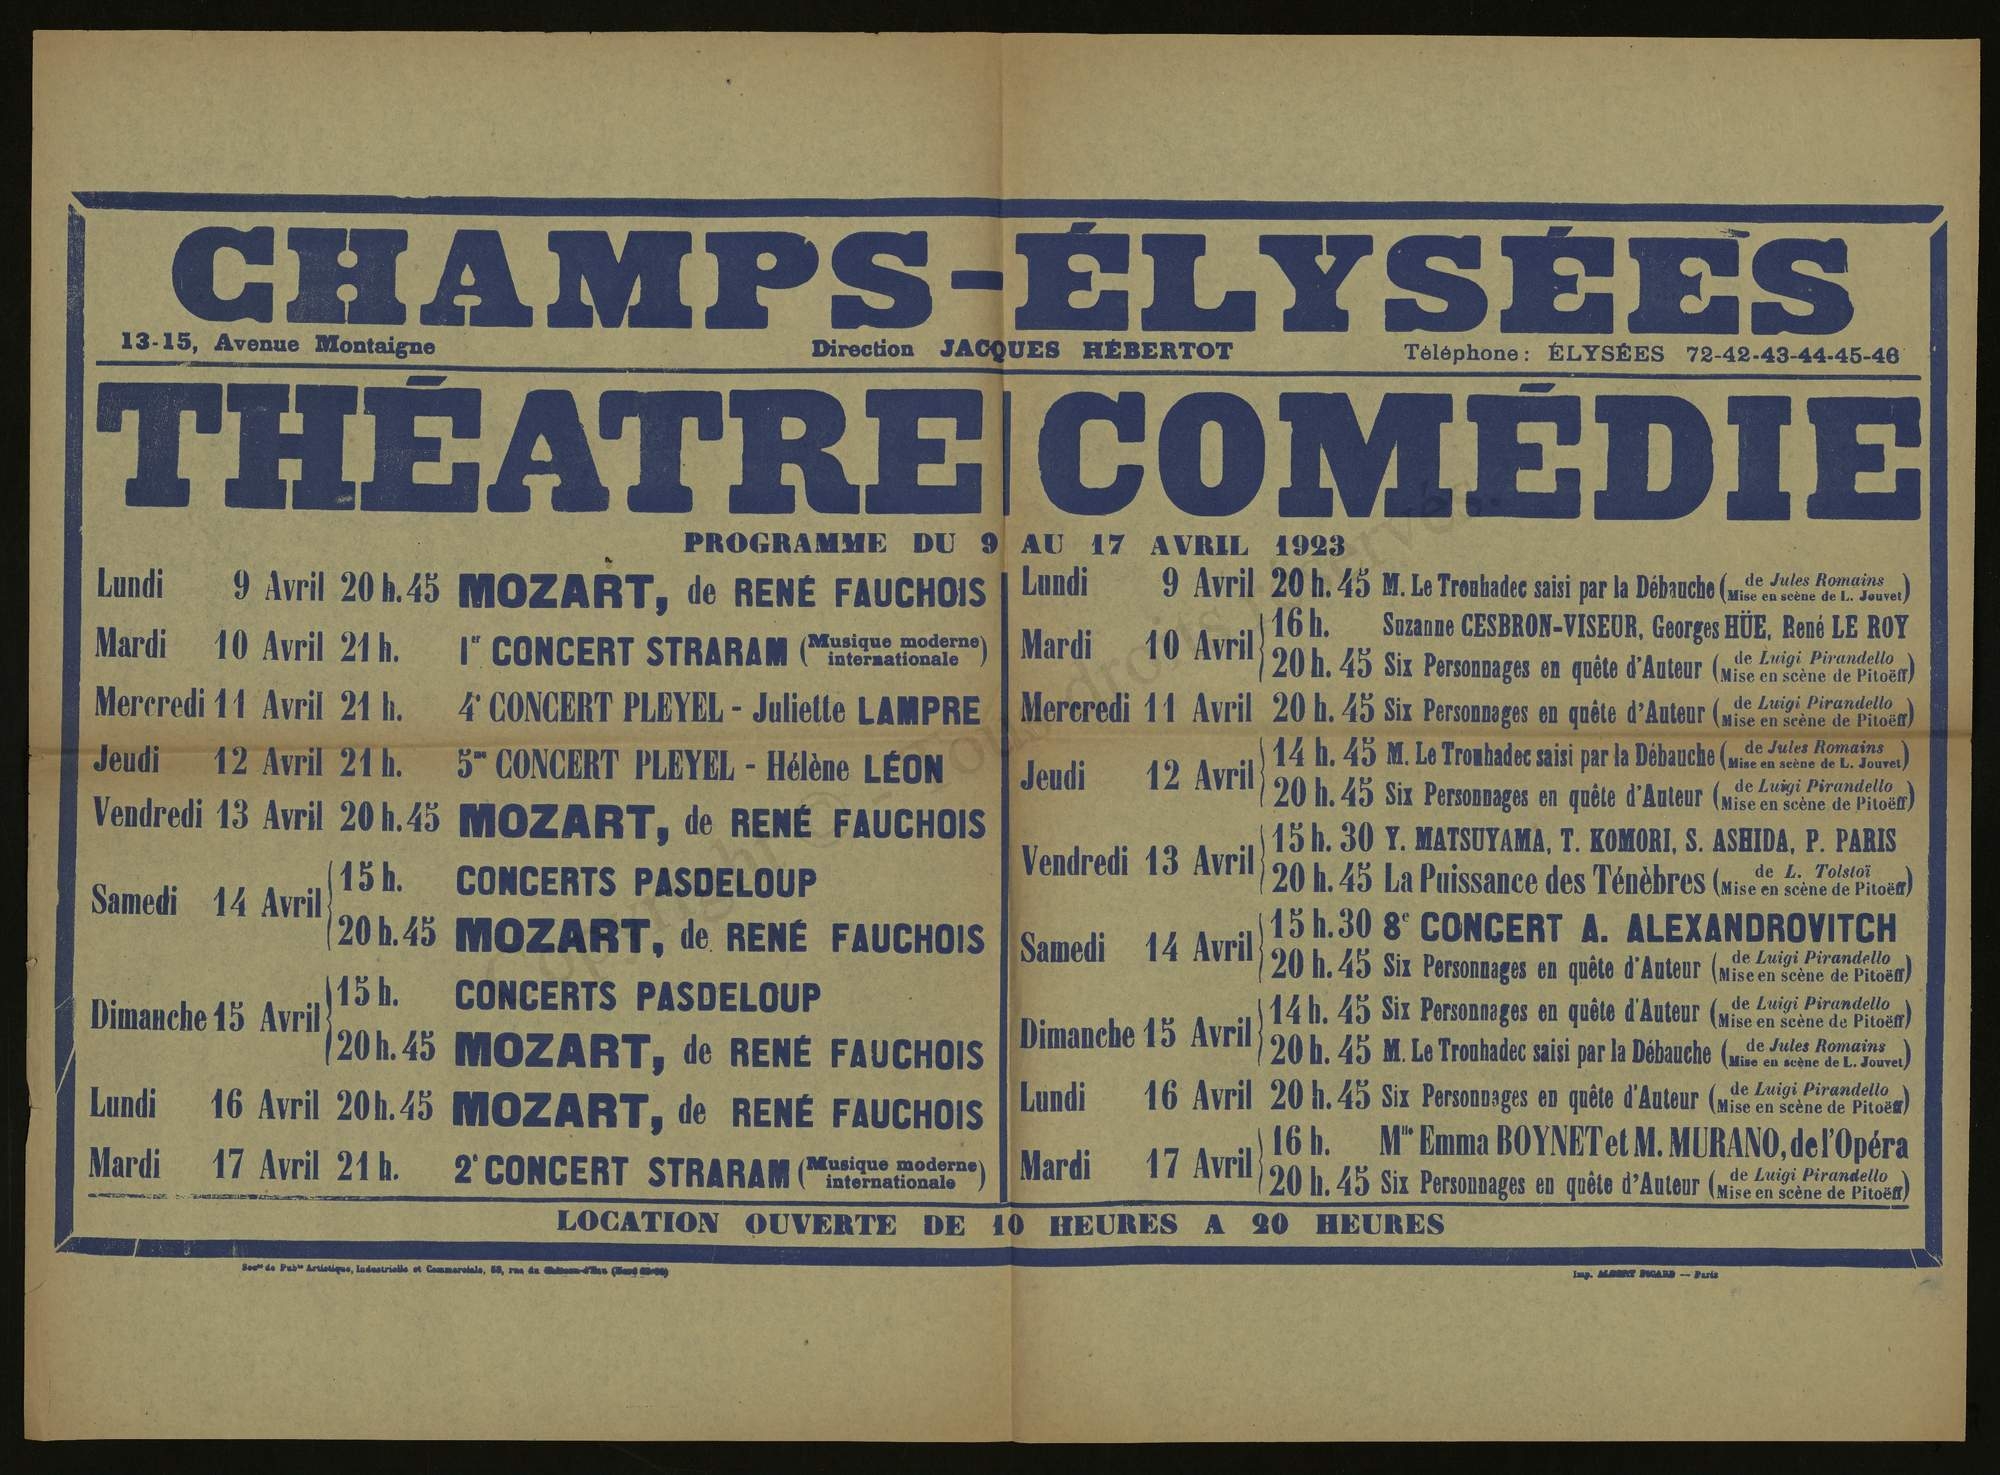 CHAMPS-ÉLYSÉES
13-15, Avenue Montaigne Direction JACQUES HÉBERTOT Téléphone: ÉLYSÉES 72-42-43-44-45-46
THÉATRE COMÉDIE
PROGRAMME DU 9 AU 17 AVRIL 1923
Lundi 9 Avril 20 h. 45 MOZART, de RENÉ FAUCHOIS
Mardi 10 Avril 21 h. 1er CONCERT STRARAM (Musique moderne internationale)
Mercredi 11 Avril 21 h. 4e CONCERT PLEYEL - Juliette LAMPRE
Jeudi 12 Avril 21 h. 5me CONCERT PLEYEL - Hélène LÉON
Vendredi 13 Avril 20 h. 45 MOZART, de RENÉ FAUCHOIS
Samedi 14 Avril 15 h. CONCERTS PASDELOUP
20 h. 45 MOZART, de RENÉ FAUCHOIS
Dimanche 15 Avril 15 h. CONCERTS PASDELOUP
20 h. 45 MOZART, de RENÉ FAUCHOIS
Lundi 16 Avril 20 h. 45 MOZART, de RENÉ FAUCHOIS
Mardi 17 Avril 21 h. 2e CONCERT STRARAM (Musique moderne internationale)
Lundi 9 Avril 20 h. 45 M. Le Trouhadec saisi par la Débauche (de Jules Romains Mise en scène de L. Jouvet)
Mardi 10 Avril 16 h. Suzanne CESBRON-VISEUR, Georges HÜE, René LE ROY
20 h. 45 Six Personnages en quête d'Auteur (de Luigi Pirandello Mise en scène de Pitoëff)
Mercredi 11 Avril 20 h. 45 Six Personnages en quête d'Auteur (de Luigi Pirandello Mise en scène de Pitoëff)
Jeudi 12 Avril 14 h. 45 M. Le Trouhadec saisi par la Débauche (de Jules Romains Mise en scène de L. Jouvet)
20 h. 45 Six Personnages en quête d'Auteur (de Luigi Pirandello Mise en scène de Pitoëff)
Vendredi 13 Avril 15 h. 30 Y. MATSUYAMA, T. KOMORI, S. ASHIDA, P. PARIS
20 h. 45 La Puissance des Ténèbres (de L. Tolstoï Mise en scène de Pitoëff)
Samedi 14 Avril 15 h. 30 8e CONCERT A. ALEXANDROVITCH
20 h. 45 Six Personnages en quête d'Auteur (de Luigi Pirandello Mise en scène de Pitoëff)
Dimanche 15 Avril 14 h. 45 Six Personnages en quête d'Auteur (de Luigi Pirandello Mise en scène de Pitoëff)
20 h. 45 M. Le Trouhadec saisi par la Débauche (de Jules Romains Mise en scène de L. Jouvet)
Lundi 16 Avril 20 h. 45 Six Personnages en quête d'Auteur (de Luigi Pirandello Mise en scène de Pitoëff)
Mardi 17 Avril 16 h. Mlle Emma BOYNET et M. MURANO, de l'Opéra
20 h. 45 Six Personnages en quête d'Auteur (de Luigi Pirandello Mise en scène de Pitoëff)
LOCATION OUVERTE DE 10 HEURES A 20 HEURES
de Artistique, Industrielle et Commerciale, rue du Château-d'Eau
Imp. ALBERT PICARD — Paris
Copyright © - Tous droits réservés.